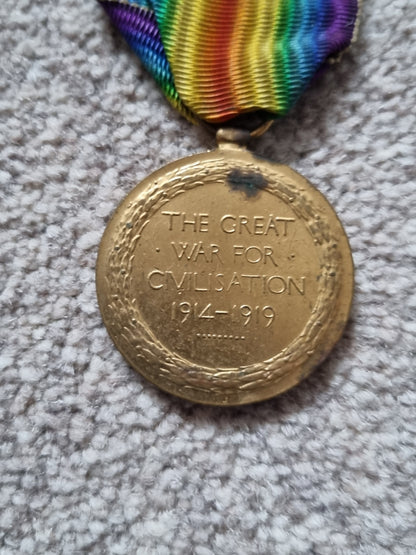 THE GREAT
· WAR FOR ·
CIVILISATION
1914-1919